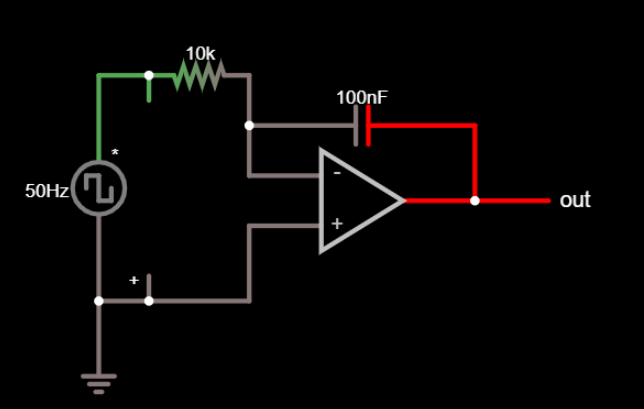 10k
100nF
*
-
50Hz
out
+
+